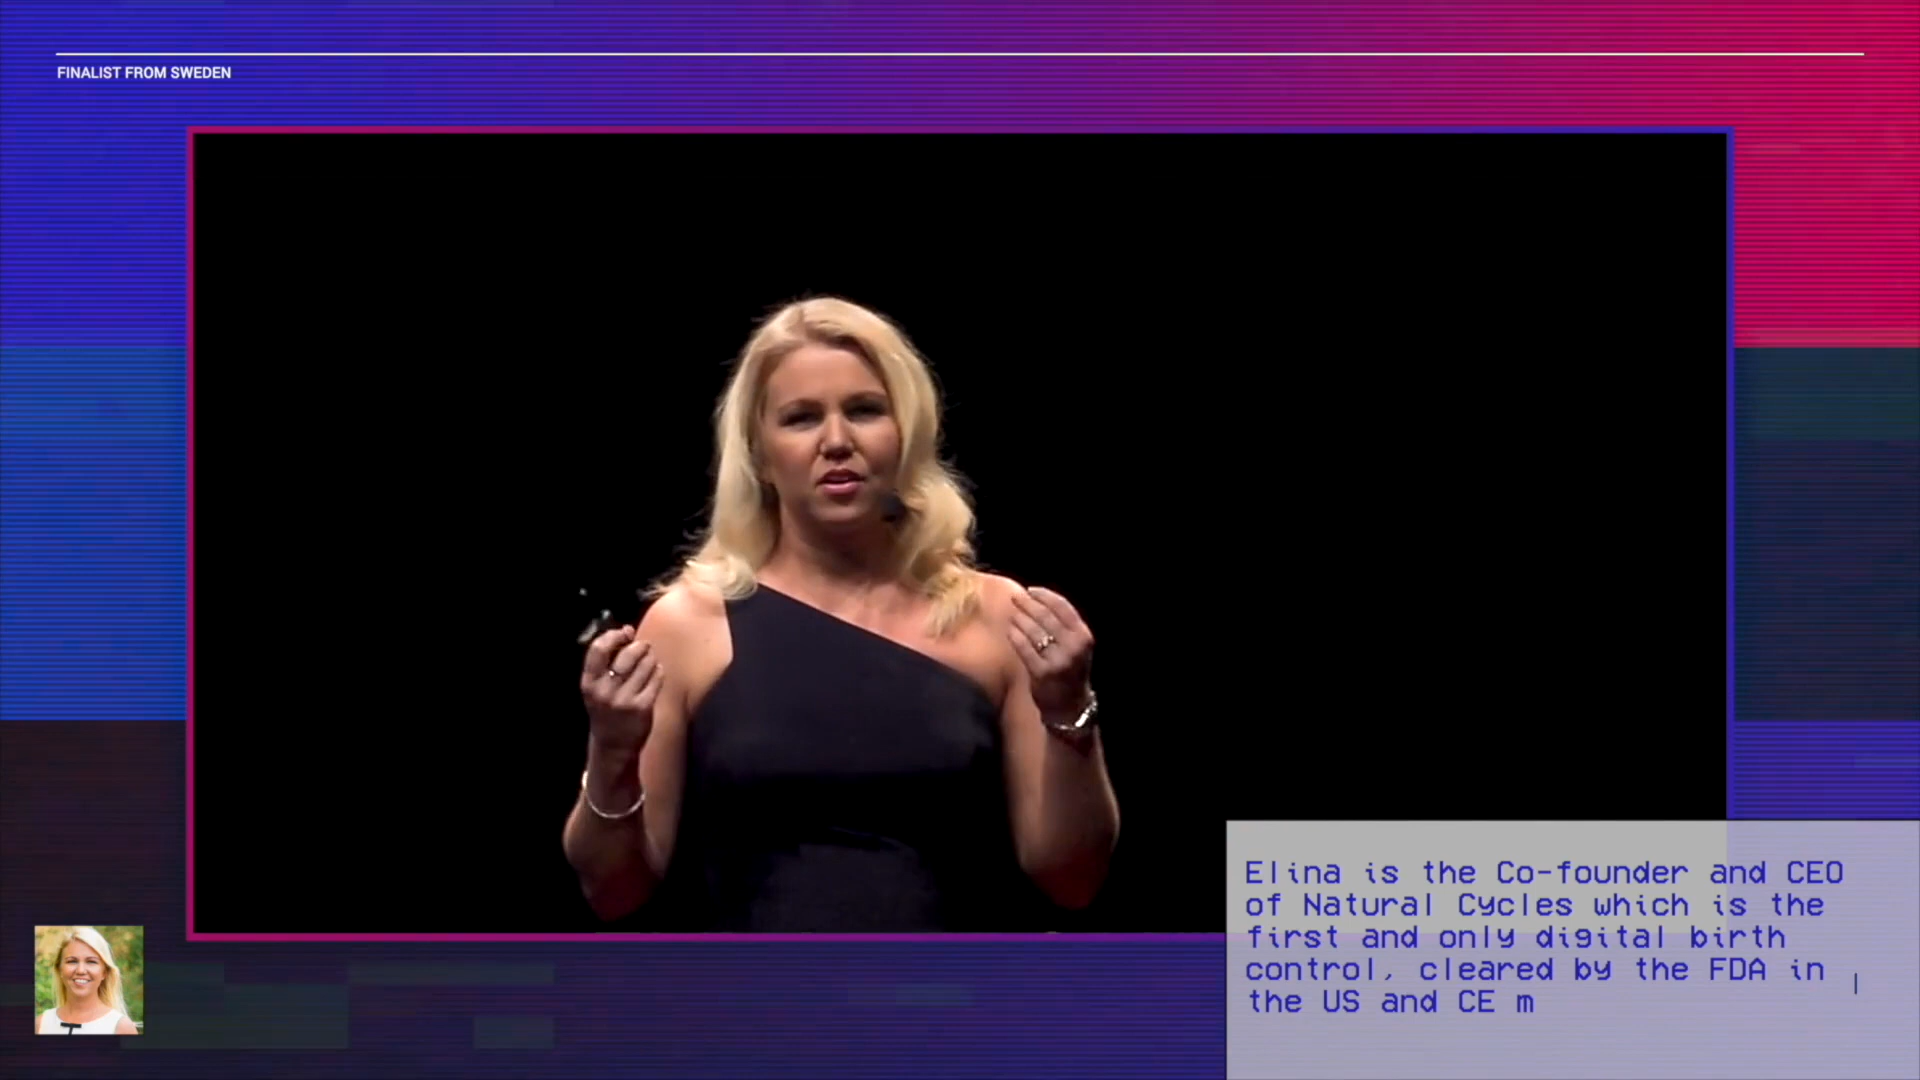 FINALIST FROM SWEDEN
Elina is the Co-founder and CEO
of Natural Cycles which is the
first and only digital birth
control, cleared by the FDA in
the US and CE m